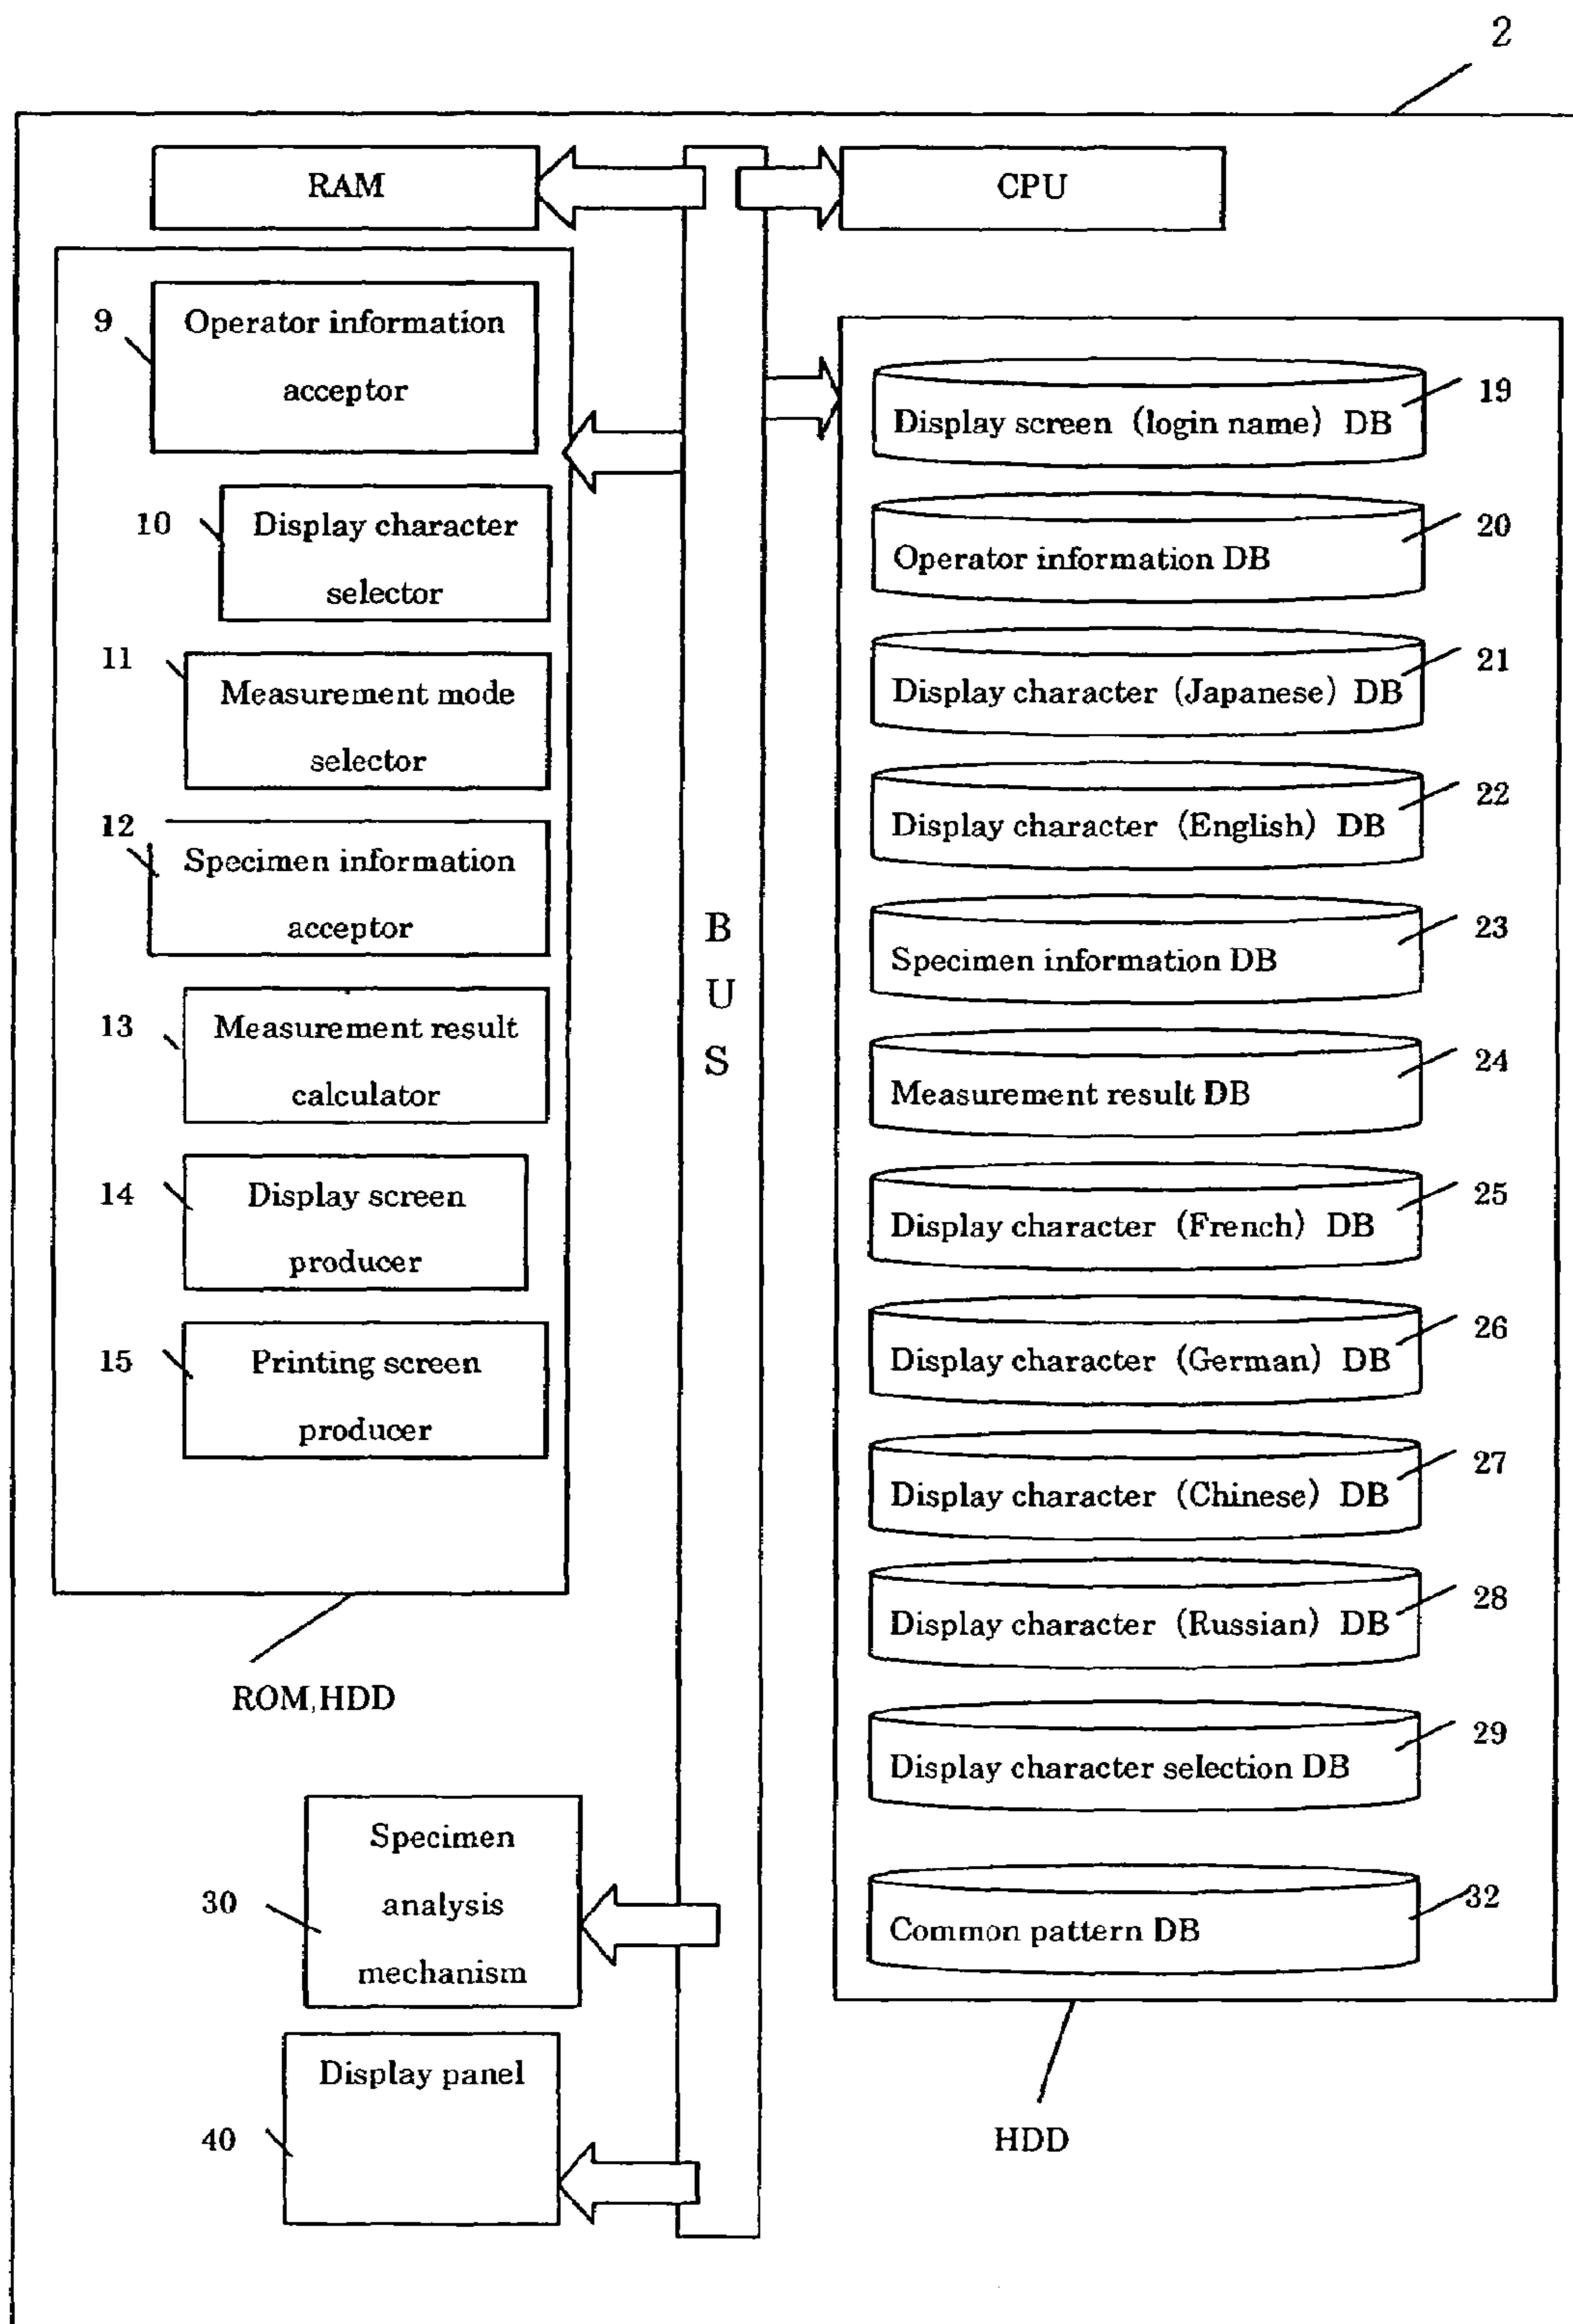 2
RAM
CPU
9
Operator information
acceptor
10
Display character
selector
11
Measurement mode
selector
12
Specimen information
acceptor
13
Measurement result
calculator
14
Display screen
producer
15
Printing screen
producer
ROM,HDD
30
Specimen
analysis
mechanism
40
Display panel
B
U
S
Display screen (login name) DB
19
Operator information DB
20
Display character (Japanese) DB
21
Display character (English) DB
22
Specimen information DB
23
Measurement result DB
24
Display character (French) DB
25
Display character (German) DB
26
Display character (Chinese) DB
27
Display character (Russian) DB
28
Display character selection DB
29
Common pattern DB
32
HDD